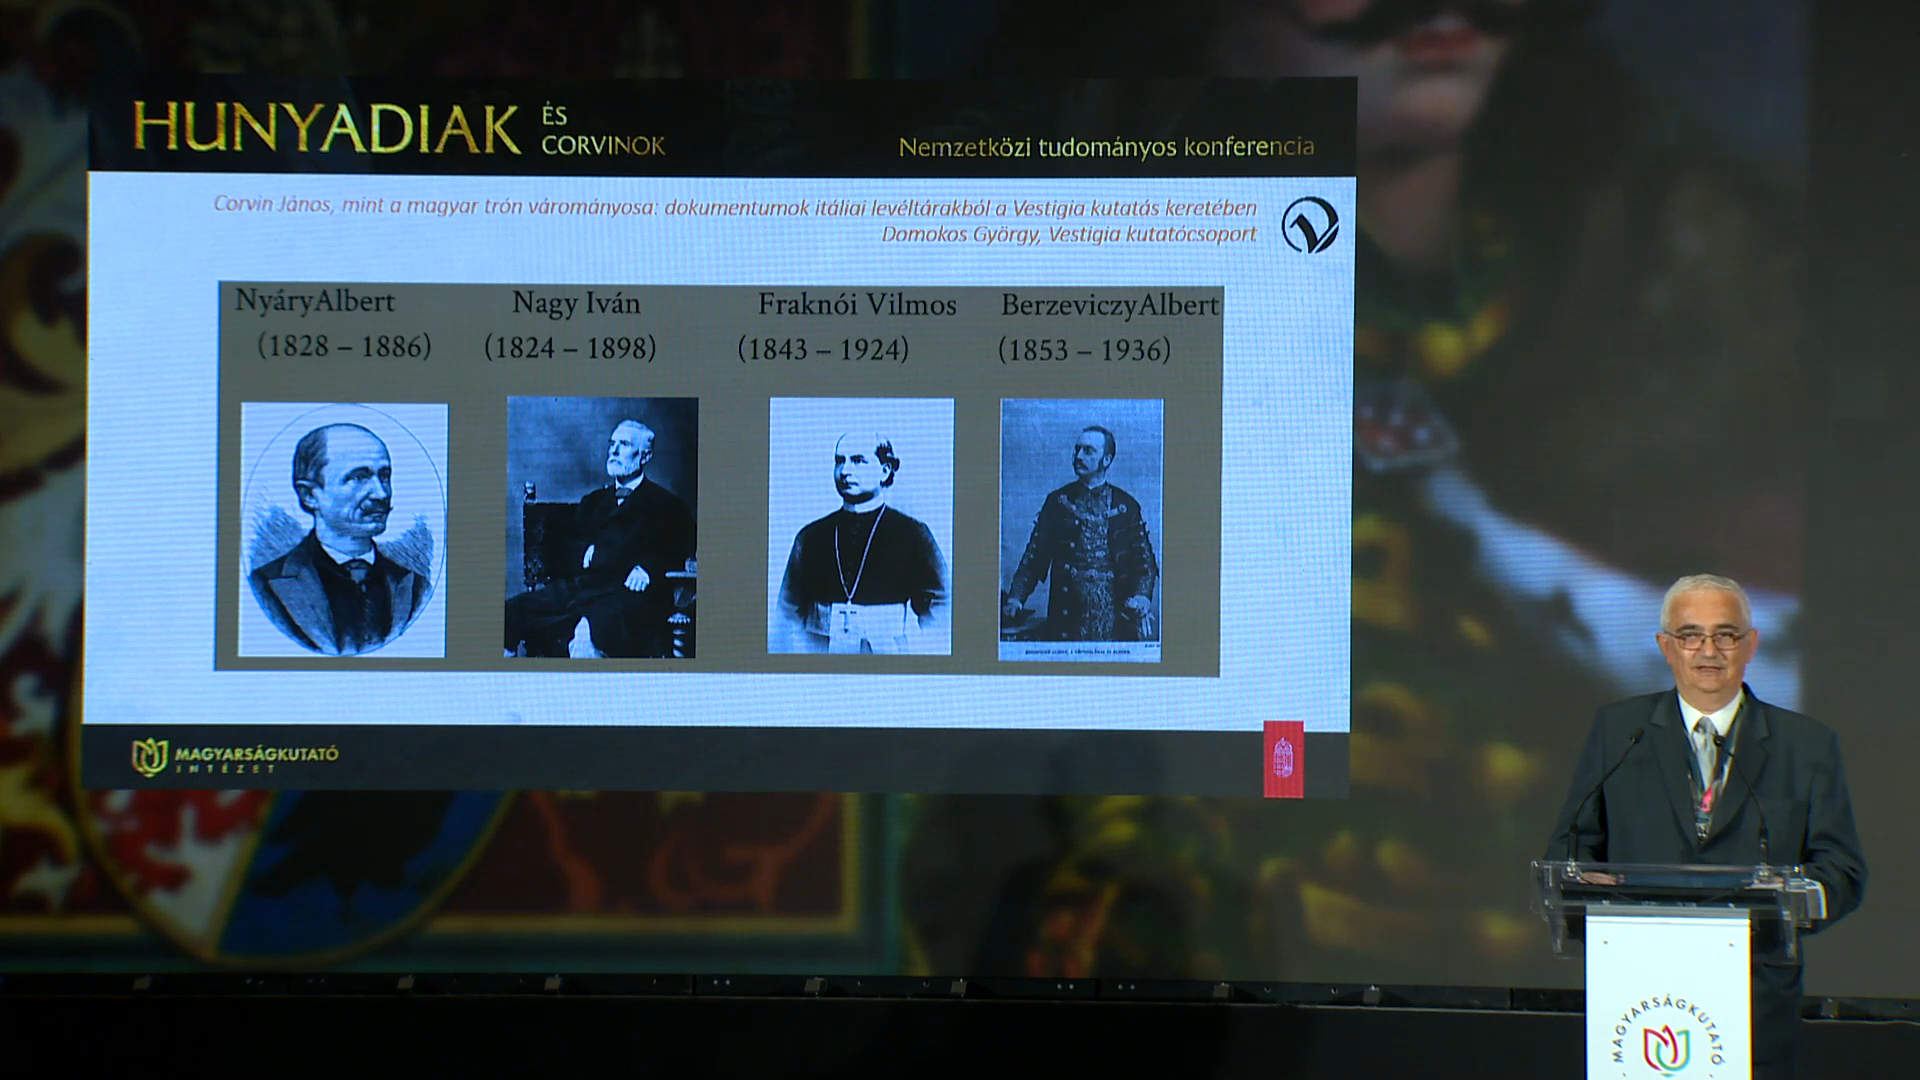 HUNYADIAK ÉS CORVINOK
Nemzetközi tudományos konferencia
Corvin János, mint a magyar trón várományosa: dokumentumok itáliai levéltárakból a Vestigia kutatás keretében
Domokos György, Vestigia kutatócsoport
NyáryAlbert
(1828 – 1886)
Nagy Iván
(1824 – 1898)
Fraknói Vilmos
(1843 – 1924)
BerzeviczyAlbert
(1853 – 1936)
MAGYARSÁGKUTATÓ
INTÉZET
MAGYARSÁGKUTATÓ